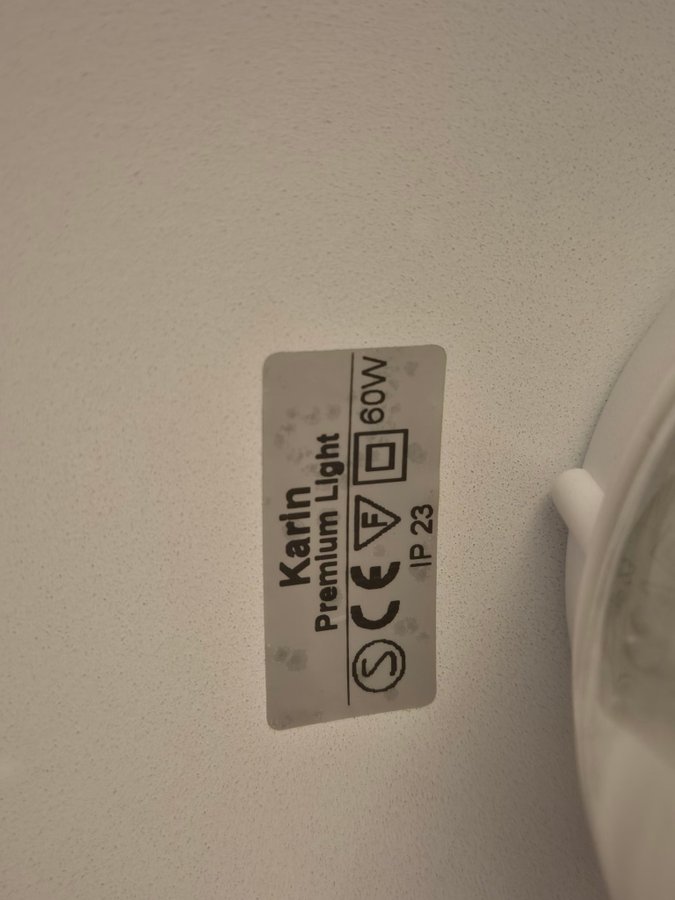 Karin
Premium Light
S CE F 60W
IP 23